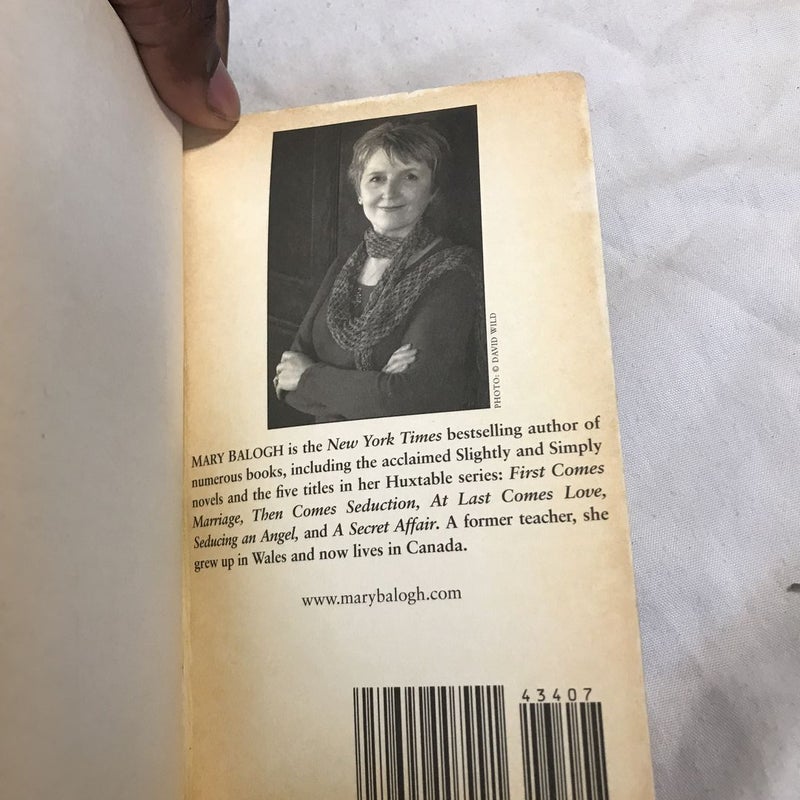 PHOTO: © DAVID WILD
MARY BALOGH is the New York Times bestselling author of
numerous books, including the acclaimed Slightly and Simply
novels and the five titles in her Huxtable series: First Comes
Marriage, Then Comes Seduction, At Last Comes Love,
Seducing an Angel, and A Secret Affair. A former teacher, she
grew up in Wales and now lives in Canada.
www.marybalogh.com
43407